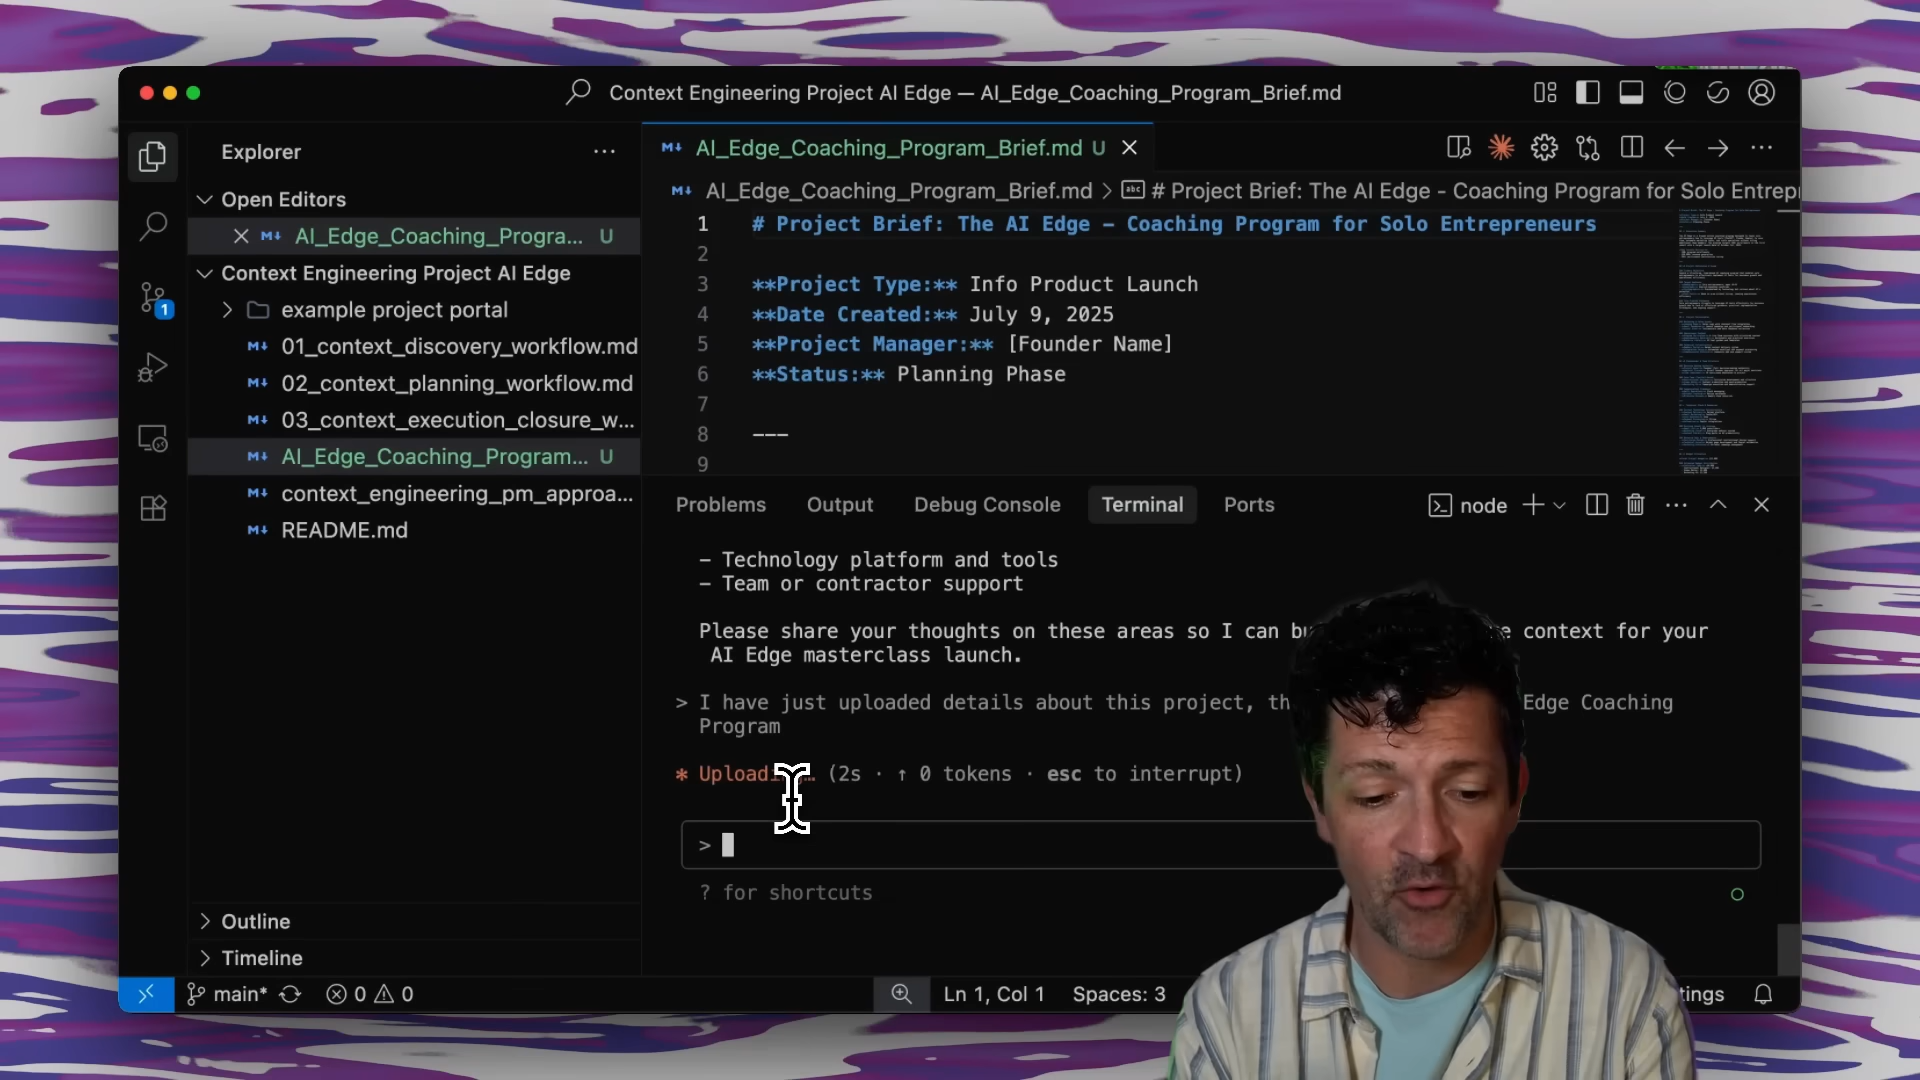 Context Engineering Project AI Edge — AI_Edge_Coaching_Program_Brief.md
Explorer
Open Editors
AI_Edge_Coaching_Progra... U
Context Engineering Project AI Edge
example project portal
01_context_discovery_workflow.md
02_context_planning_workflow.md
03_context_execution_closure_w...
AI_Edge_Coaching_Program... U
context_engineering_pm_approa...
README.md
Outline
Timeline
1
AI_Edge_Coaching_Program_Brief.md U
AI_Edge_Coaching_Program_Brief.md > # Project Brief: The AI Edge - Coaching Program for Solo Entrepr
1 # Project Brief: The AI Edge – Coaching Program for Solo Entrepreneurs
2
3 **Project Type:** Info Product Launch
4 **Date Created:** July 9, 2025
5 **Project Manager:** [Founder Name]
6 **Status:** Planning Phase
7
8 ---
9
Problems Output Debug Console Terminal Ports node
– Technology platform and tools
– Team or contractor support
Please share your thoughts on these areas so I can context for your
AI Edge masterclass launch.
> I have just uploaded details about this project, Edge Coaching
Program
* (2s · ↑ 0 tokens · esc to interrupt)
>
? for shortcuts
main* 0 0 Ln 1, Col 1 Spaces: 3